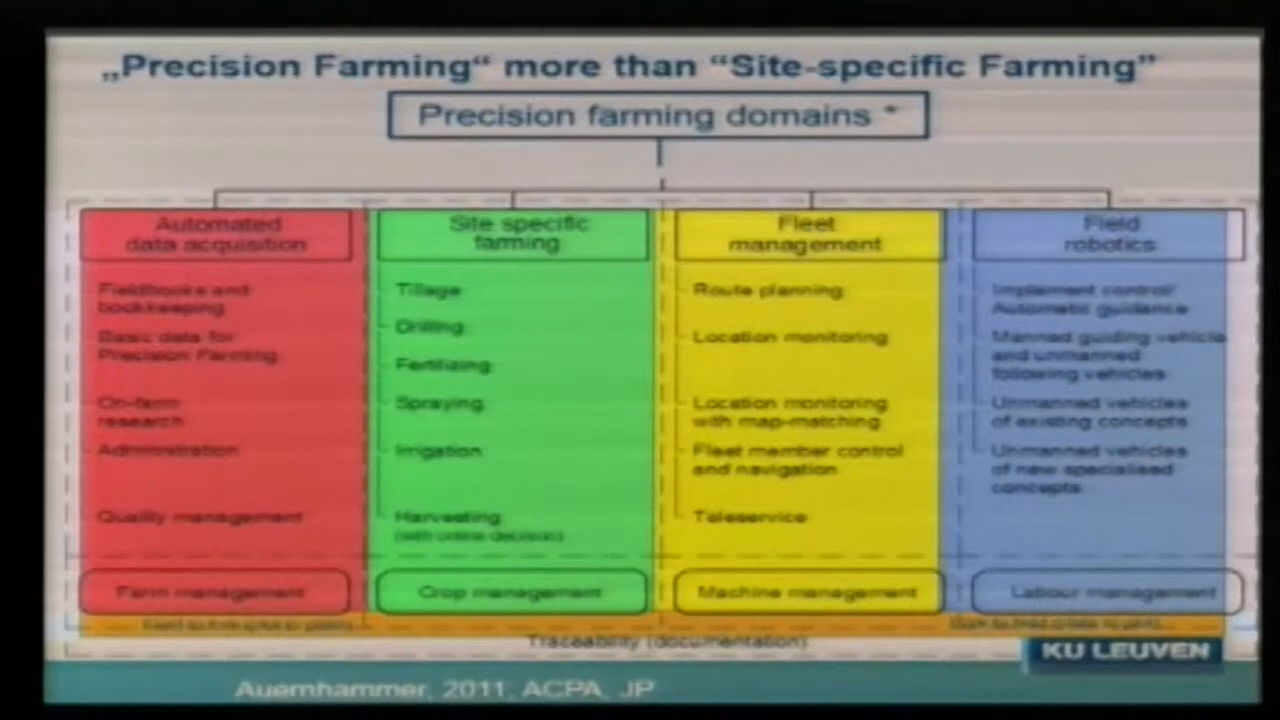 „Precision Farming“ more than “Site-specific Farming”
Precision farming domains *
Automated
data acquisition
Fieldbooks and
bookkeeping
Basic data for
Precision Farming
On-farm
research
Administration
Quality management
Farm management
Site specific
farming
Tillage
Drilling
Fertilizing
Spraying
Irrigation
Harvesting
(with online decision)
Crop management
Fleet
management
Route planning
Location monitoring
Location monitoring
with map-matching
Fleet member control
and navigation
Teleservice
Machine management
Field
robotics
Implement control/
Automatic guidance
Manned guiding vehicle
and unmanned
following vehicles
Unmanned vehicles
of existing concepts
Unmanned vehicles
of new specialised
concepts
Labour management
Traceability (documentation)
KU LEUVEN
Auernhammer, 2011, ACPA, JP